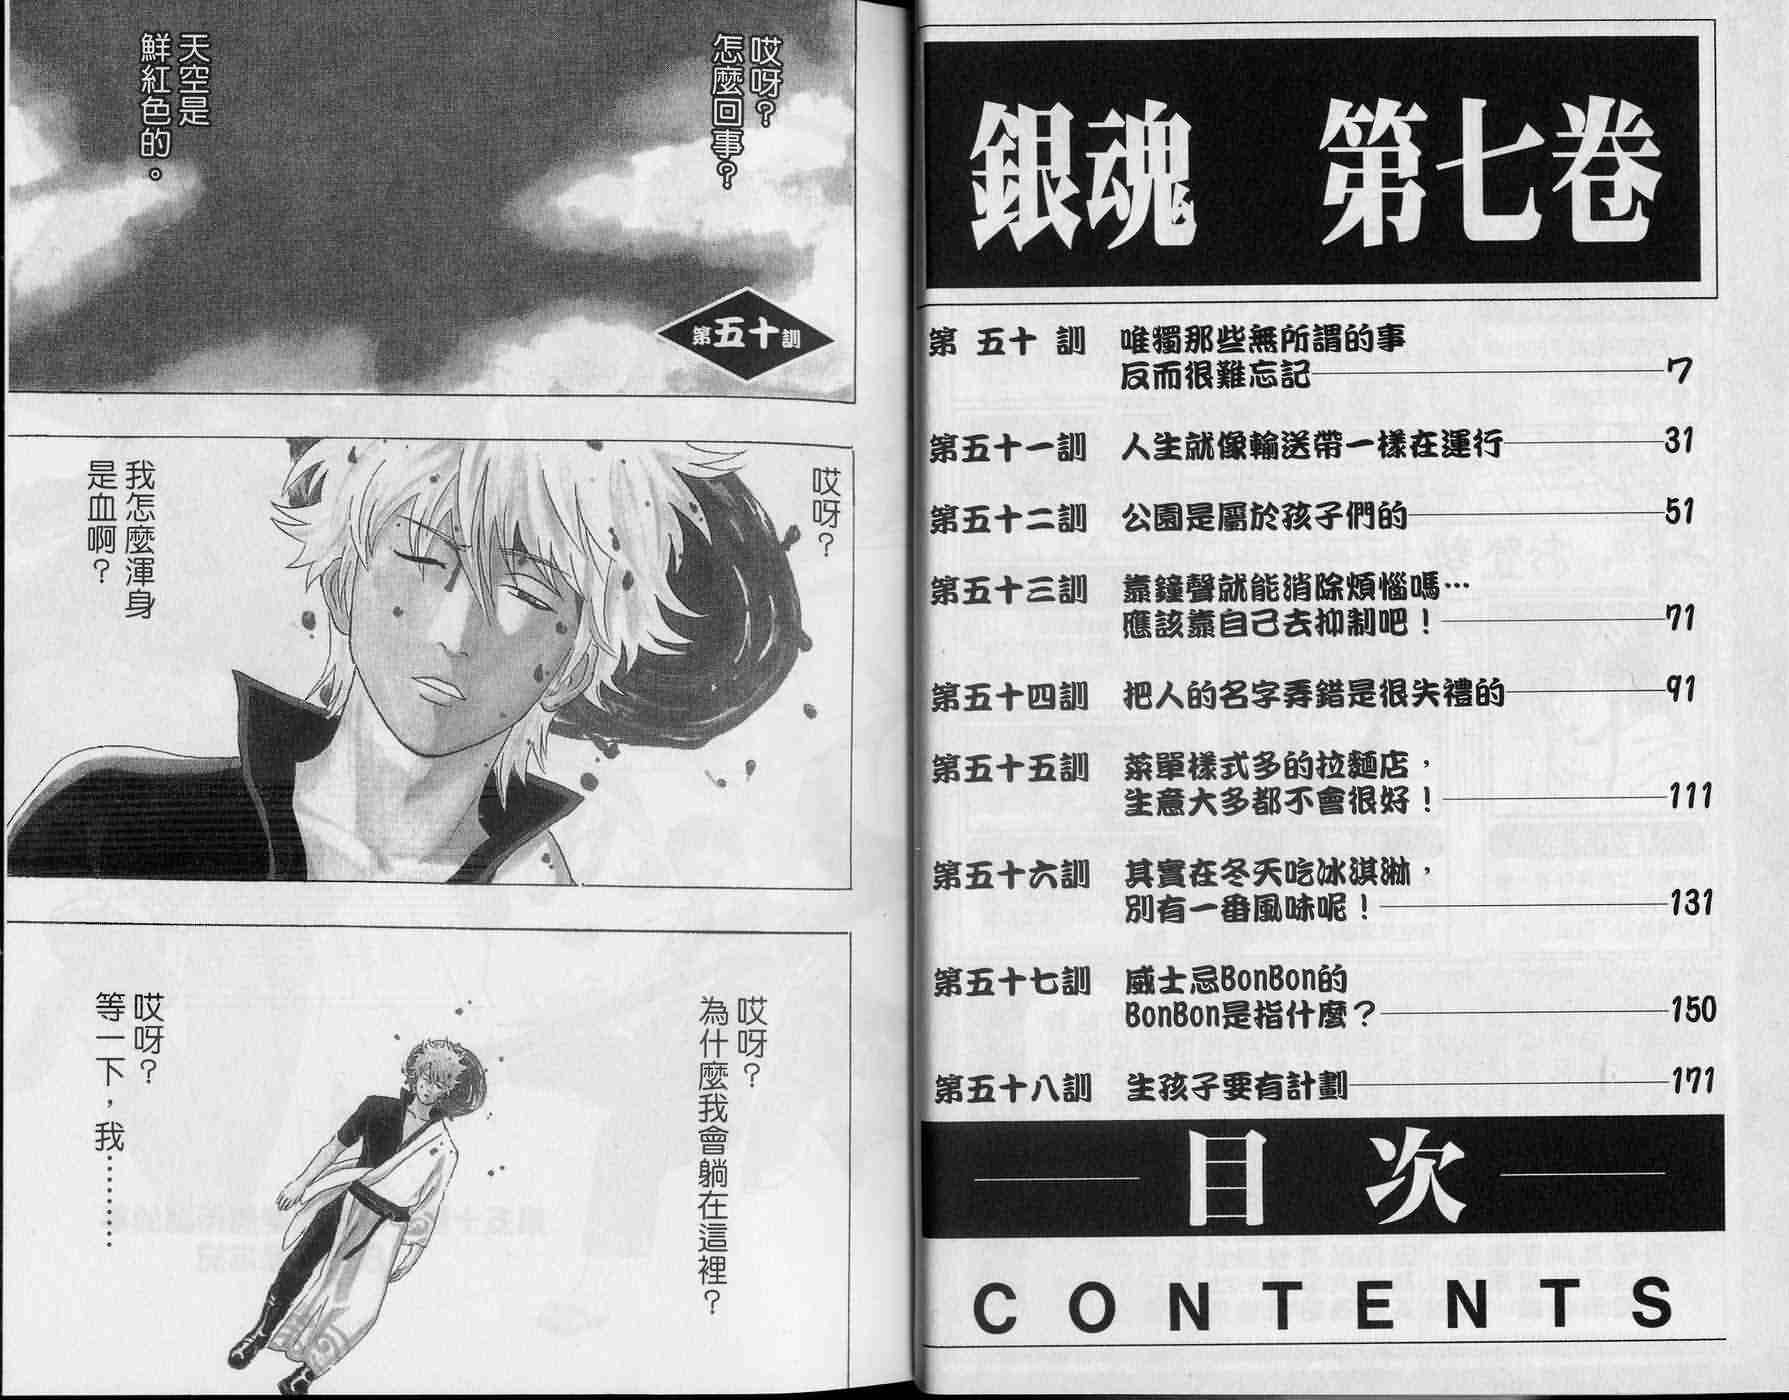 銀魂 第七卷
第五十訓 唯獨那些無所謂的事
反而很難忘記 7
第五十一訓 人生就像輸送帶一樣在運行 31
第五十二訓 公園是屬於孩子們的 51
第五十三訓 靠鐘聲就能消除煩惱嗎…
應該靠自己去抑制吧！ 71
第五十四訓 把人的名字弄錯是很失禮的 91
第五十五訓 菜單樣式多的拉麵店，
生意大多都不會很好！ 111
第五十六訓 其實在冬天吃冰淇淋，
別有一番風味呢！ 131
第五十七訓 威士忌BonBon的
BonBon是指什麼？ 150
第五十八訓 生孩子要有計劃 171
目次
CONTENTS
哎呀？
怎麼回事？
天空是
鮮紅色的。
第五十訓
哎呀？
我怎麼渾身
是血啊？
哎呀？
為什麼我會躺在這裡？
哎呀？
等一下，我………